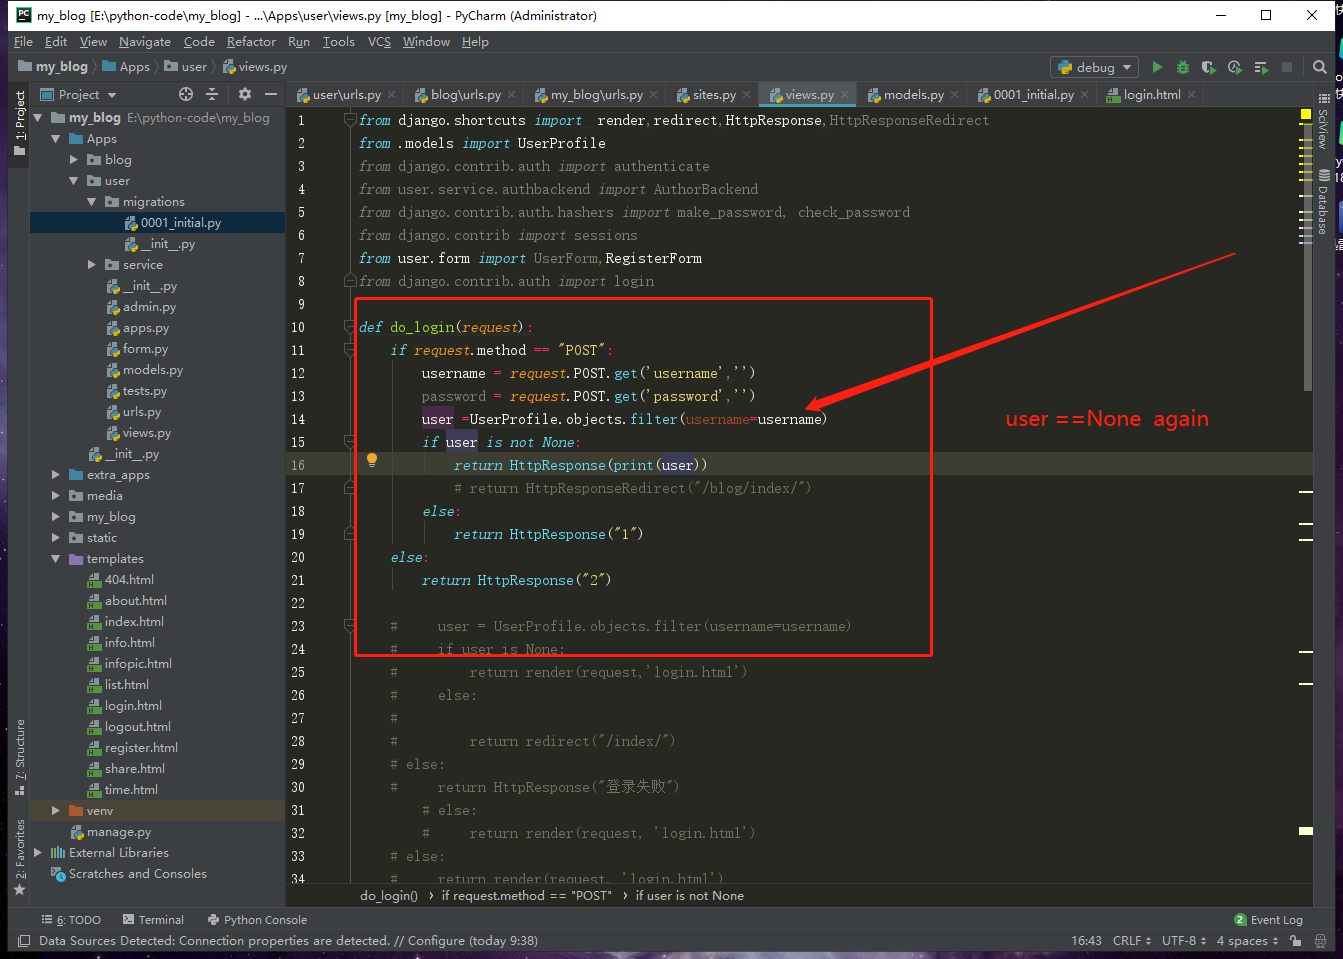 my_blog [E:\python-code\my_blog] - ...\Apps\user\views.py [my_blog] - PyCharm (Administrator)
File Edit View Navigate Code Refactor Run Tools VCS Window Help
my_blog Apps user views.py debug
Project
user\urls.py blog\urls.py my_blog\urls.py sites.py views.py models.py 0001_initial.py login.html
1: Project
7: Structure
2: Favorites
my_blog E:\python-code\my_blog
Apps
blog
user
migrations
0001_initial.py
__init__.py
service
__init__.py
admin.py
apps.py
form.py
models.py
tests.py
urls.py
views.py
__init__.py
extra_apps
media
my_blog
static
templates
404.html
about.html
index.html
info.html
infopic.html
list.html
login.html
logout.html
register.html
share.html
time.html
venv
manage.py
External Libraries
Scratches and Consoles
1 from django.shortcuts import  render,redirect,HttpResponse,HttpResponseRedirect
2 from .models import UserProfile
3 from django.contrib.auth import authenticate
4 from user.service.authbackend import AuthorBackend
5 from django.contrib.auth.hashers import make_password, check_password
6 from django.contrib import sessions
7 from user.form import UserForm,RegisterForm
8 from django.contrib.auth import login
9
10 def do_login(request):
11     if request.method == "POST":
12         username = request.POST.get('username','')
13         password = request.POST.get('password','')
14         user =UserProfile.objects.filter(username=username)
15         if user is not None:
16             return HttpResponse(print(user))
17             # return HttpResponseRedirect("/blog/index/")
18         else:
19             return HttpResponse("1")
20     else:
21         return HttpResponse("2")
22
23     #     user = UserProfile.objects.filter(username=username)
24     #     if user is None:
25     #         return render(request,'login.html')
26     #     else:
27     #
28     #         return redirect("/index/")
29     # else:
30     #     return HttpResponse("登录失败")
31         # else:
32         #     return render(request, 'login.html')
33     # else:
34     #     return render(request, 'login.html')
user ==None  again
SciView
Database
do_login() › if request.method == "POST" › if user is not None
6: TODO Terminal Python Console 2 Event Log
Data Sources Detected: Connection properties are detected. // Configure (today 9:38) 16:43 CRLF UTF-8 4 spaces